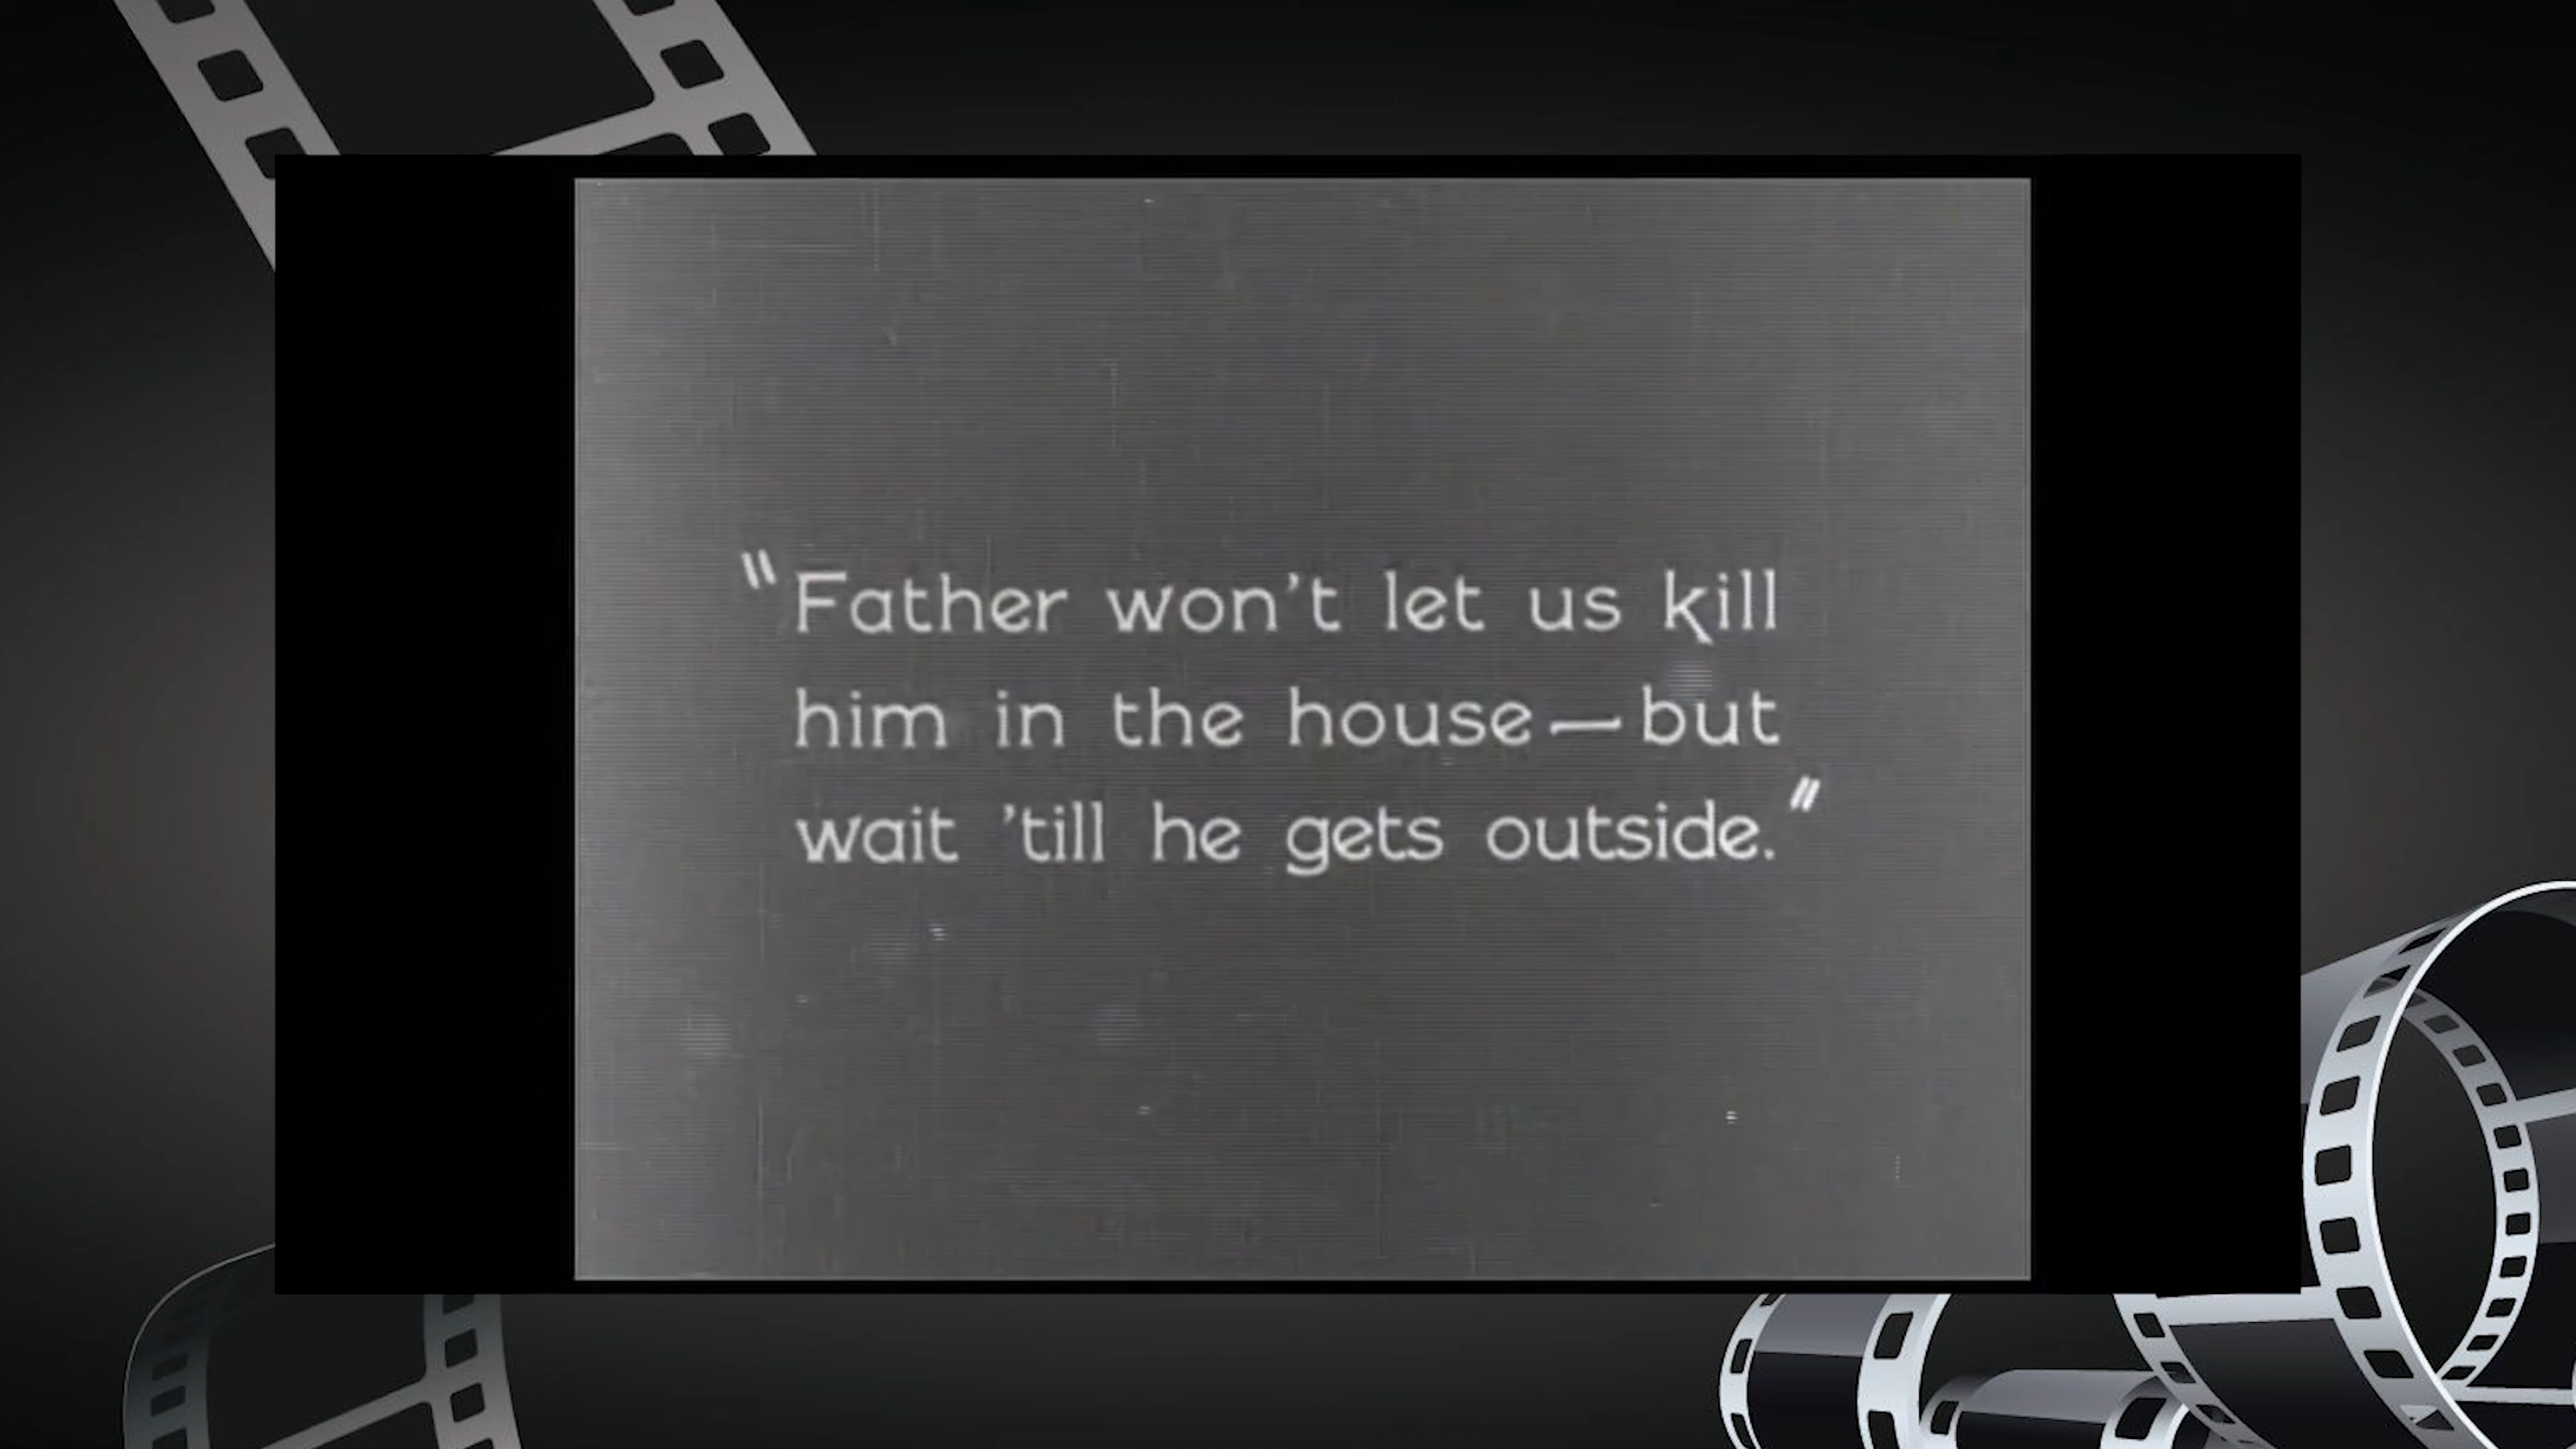 "Father won't let us kill
him in the house—but
wait 'till he gets outside."